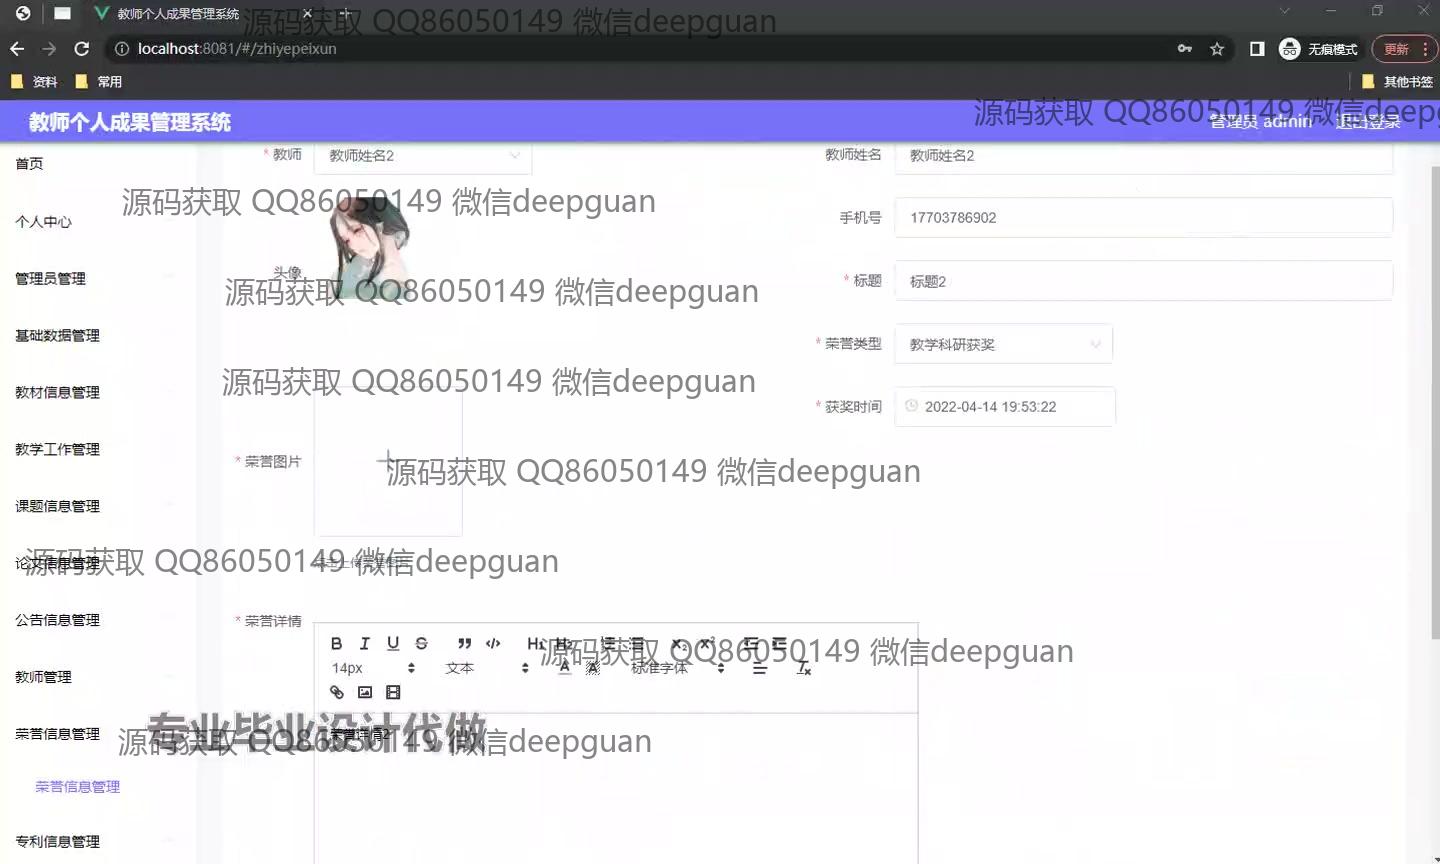 教师个人成果管理系统
源码获取 QQ86050149 微信deepguan
localhost:8081/#/zhiyepeixun
无痕模式
更新
资料
常用
其他书签
教师个人成果管理系统
源码获取 QQ86050149 微信deepg
管理员 admin
退出登录
首页
* 教师
教师姓名2
教师姓名
教师姓名2
源码获取 QQ86050149 微信deepguan
个人中心
手机号
17703786902
头像
管理员管理
* 标题
标题2
源码获取 QQ86050149 微信deepguan
基础数据管理
* 荣誉类型
教学科研获奖
源码获取 QQ86050149 微信deepguan
教材信息管理
* 获奖时间
2022-04-14 19:53:22
教学工作管理
* 荣誉图片
源码获取 QQ86050149 微信deepguan
课题信息管理
论文信息管理
源码获取 QQ86050149 微信deepguan
公告信息管理
* 荣誉详情
B I U S H1 H2
源码获取 QQ86050149 微信deepguan
14px
文本
标准字体
教师管理
荣誉信息管理
专业毕业设计代做
荣誉详情2
源码获取 QQ86050149 微信deepguan
荣誉信息管理
专利信息管理